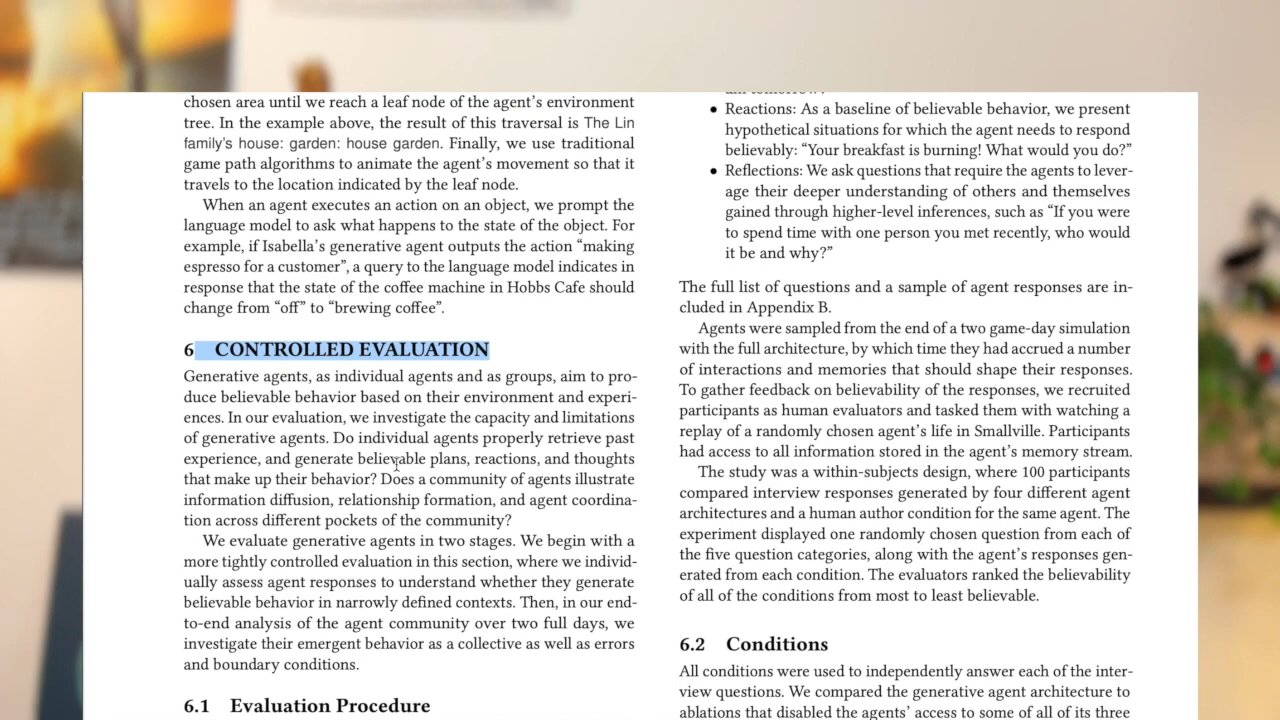 chosen area until we reach a leaf node of the agent's environment
tree. In the example above, the result of this traversal is The Lin
family's house: garden: house garden. Finally, we use traditional
game path algorithms to animate the agent's movement so that it
travels to the location indicated by the leaf node.
When an agent executes an action on an object, we prompt the
language model to ask what happens to the state of the object. For
example, if Isabella's generative agent outputs the action “making
espresso for a customer”, a query to the language model indicates in
response that the state of the coffee machine in Hobbs Cafe should
change from “off” to “brewing coffee”.
6 CONTROLLED EVALUATION
Generative agents, as individual agents and as groups, aim to pro-
duce believable behavior based on their environment and experi-
ences. In our evaluation, we investigate the capacity and limitations
of generative agents. Do individual agents properly retrieve past
experience, and generate believable plans, reactions, and thoughts
that make up their behavior? Does a community of agents illustrate
information diffusion, relationship formation, and agent coordina-
tion across different pockets of the community?
We evaluate generative agents in two stages. We begin with a
more tightly controlled evaluation in this section, where we individ-
ually assess agent responses to understand whether they generate
believable behavior in narrowly defined contexts. Then, in our end-
to-end analysis of the agent community over two full days, we
investigate their emergent behavior as a collective as well as errors
and boundary conditions.
6.1 Evaluation Procedure
• Reactions: As a baseline of believable behavior, we present
hypothetical situations for which the agent needs to respond
believably: “Your breakfast is burning! What would you do?”
• Reflections: We ask questions that require the agents to lever-
age their deeper understanding of others and themselves
gained through higher-level inferences, such as “If you were
to spend time with one person you met recently, who would
it be and why?”
The full list of questions and a sample of agent responses are in-
cluded in Appendix B.
Agents were sampled from the end of a two game-day simulation
with the full architecture, by which time they had accrued a number
of interactions and memories that should shape their responses.
To gather feedback on believability of the responses, we recruited
participants as human evaluators and tasked them with watching a
replay of a randomly chosen agent's life in Smallville. Participants
had access to all information stored in the agent's memory stream.
The study was a within-subjects design, where 100 participants
compared interview responses generated by four different agent
architectures and a human author condition for the same agent. The
experiment displayed one randomly chosen question from each of
the five question categories, along with the agent's responses gen-
erated from each condition. The evaluators ranked the believability
of all of the conditions from most to least believable.
6.2 Conditions
All conditions were used to independently answer each of the inter-
view questions. We compared the generative agent architecture to
ablations that disabled the agents' access to some of all of its three